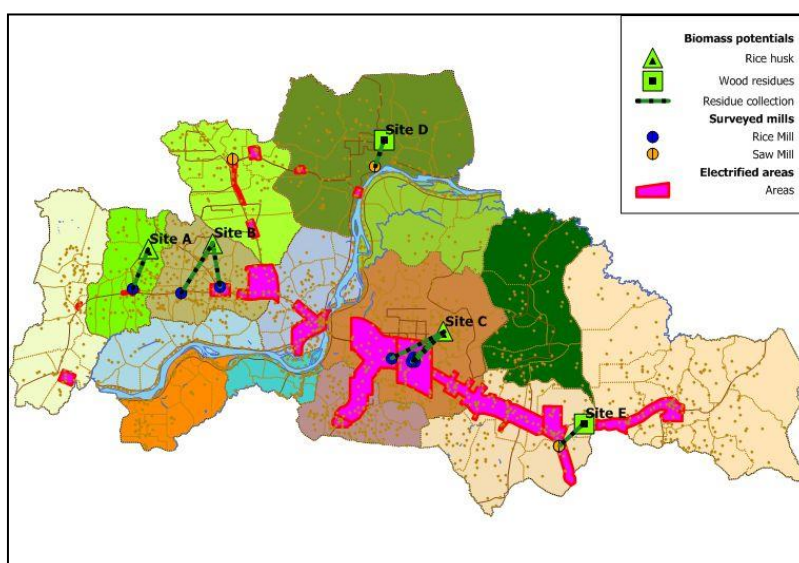 Biomass potentials
Rice husk
Wood residues
Residue collection
Surveyed mills
Rice Mill
Saw Mill
Electrified areas
Areas
Site D
Site A
Site B
Site C
Site E